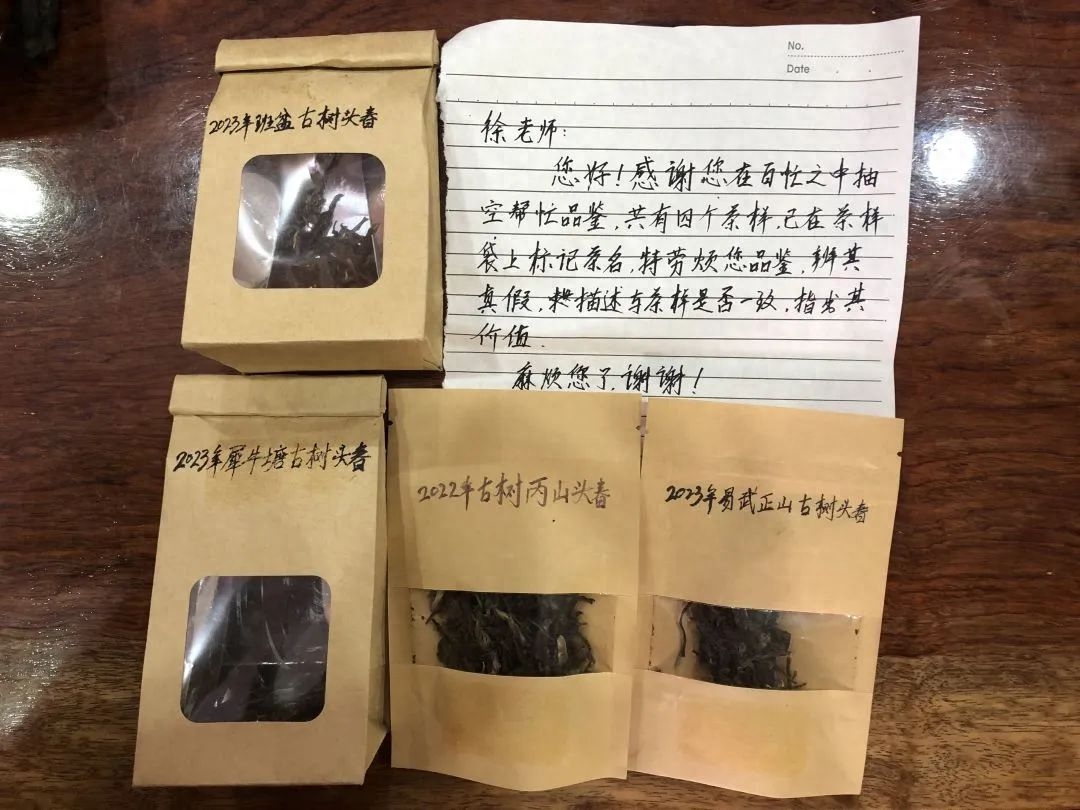 2023年班盆古树头春
No.
Date
徐老师:
您好!感谢您在百忙之中抽
空帮忙品鉴,共有四个茶样,已在茶样
袋上标记茶名,特劳烦您品鉴,辨其
真假,描述与茶样是否一致,指出其
价值.
麻烦您了,谢谢!
2023年犀牛塘古树头春
2022年古树丙山头春
2023年易武正山古树头春